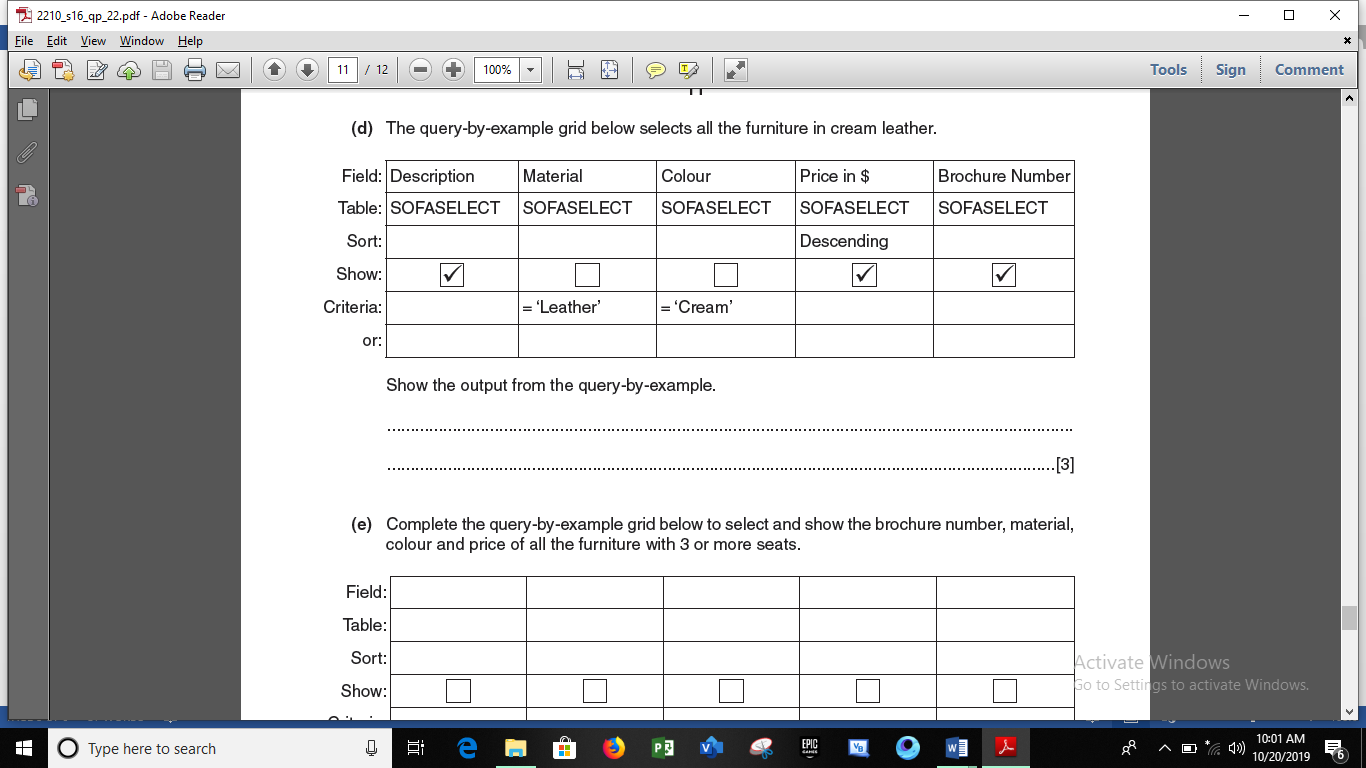 2210_s16_qp_22.pdf - Adobe Reader
File Edit View Window Help
11 / 12 100% Tools Sign Comment
(d) The query-by-example grid below selects all the furniture in cream leather.
Field: Description Material Colour Price in $ Brochure Number
Table: SOFASELECT SOFASELECT SOFASELECT SOFASELECT SOFASELECT
Sort: Descending
Show:
Criteria: = ‘Leather’ = ‘Cream’
or:
Show the output from the query-by-example.
[3]
(e) Complete the query-by-example grid below to select and show the brochure number, material,
colour and price of all the furniture with 3 or more seats.
Field:
Table:
Sort:
Activate Windows
Show:
Go to Settings to activate Windows.
Type here to search
EPIC GAMES
10:01 AM
10/20/2019
6